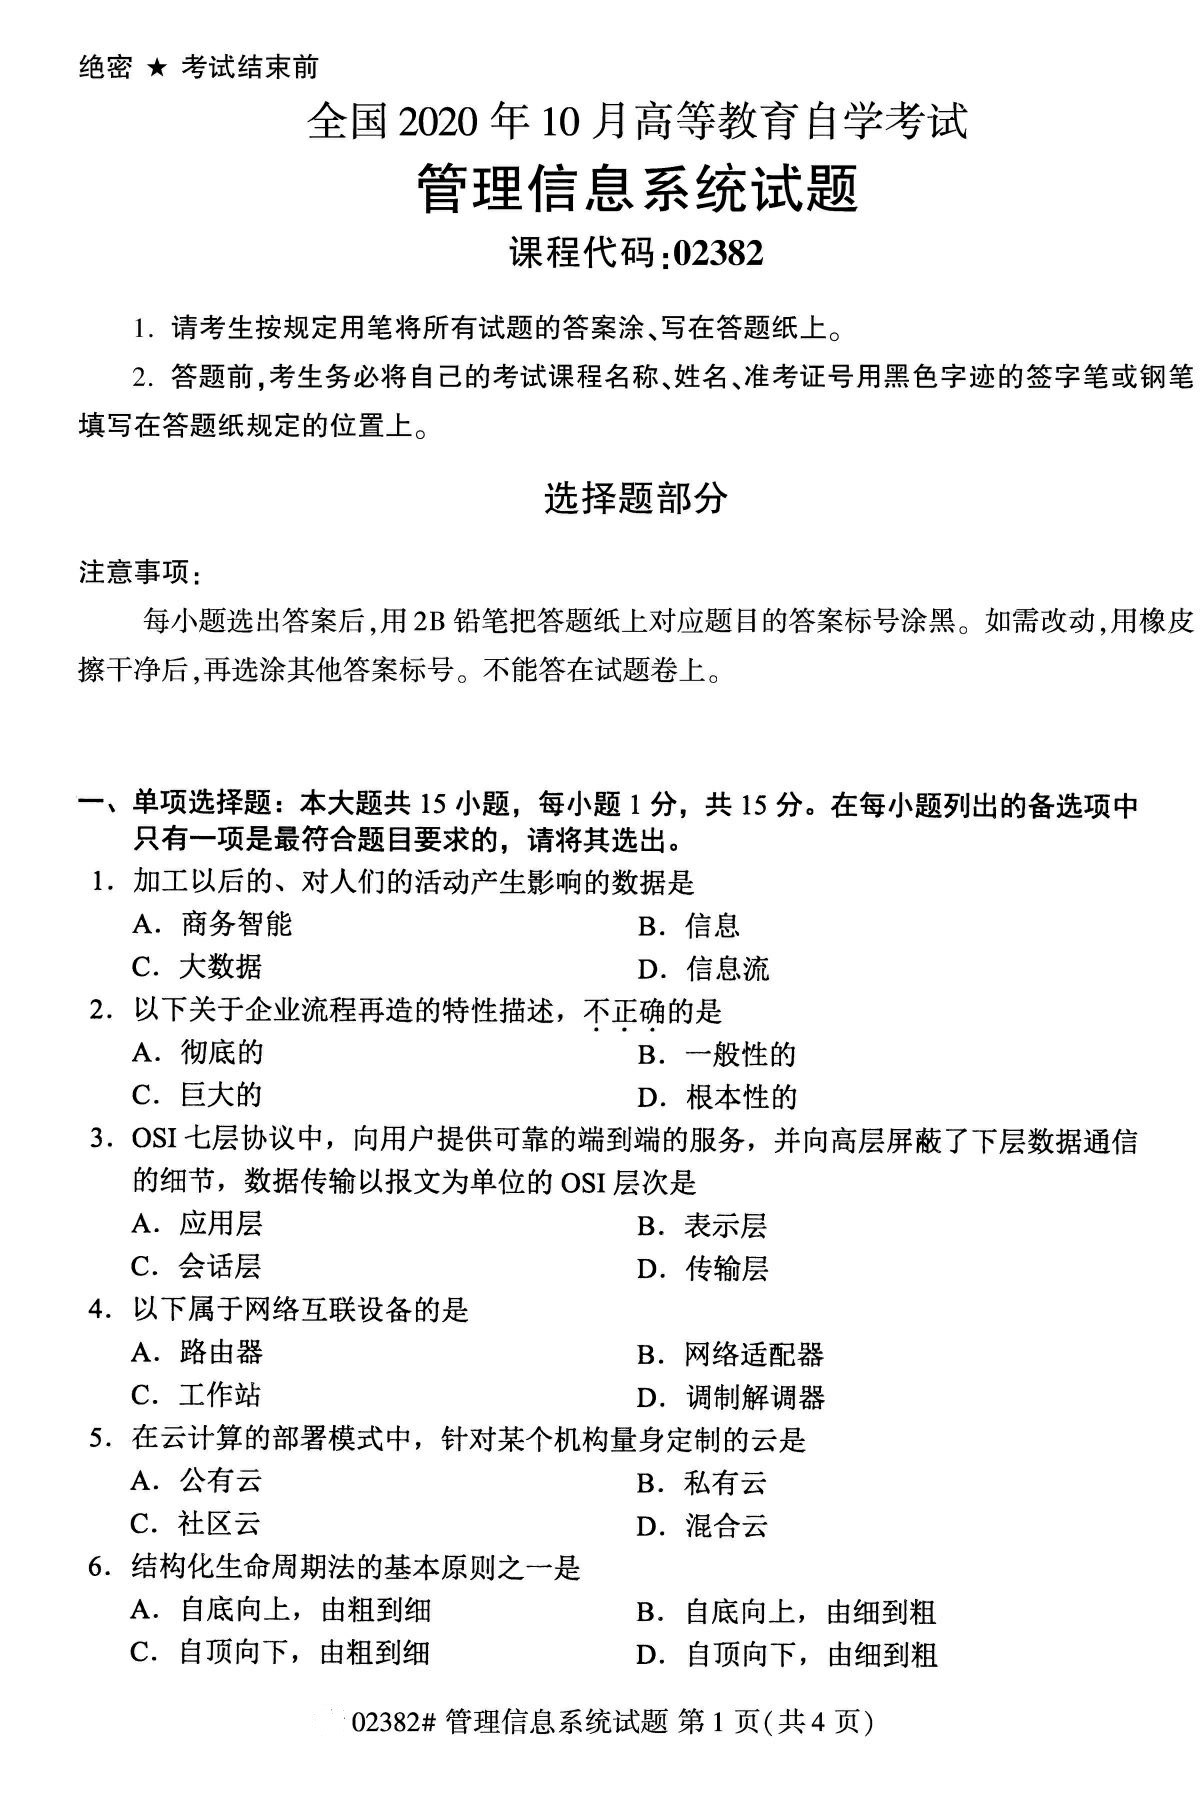 绝密 ★ 考试结束前
全国 2020 年 10 月高等教育自学考试
管理信息系统试题
课程代码:02382
1. 请考生按规定用笔将所有试题的答案涂、写在答题纸上。
2. 答题前,考生务必将自己的考试课程名称、姓名、准考证号用黑色字迹的签字笔或钢笔
填写在答题纸规定的位置上。
选择题部分
注意事项:
每小题选出答案后,用 2B 铅笔把答题纸上对应题目的答案标号涂黑。如需改动,用橡皮
擦干净后,再选涂其他答案标号。不能答在试题卷上。
一、单项选择题：本大题共 15 小题，每小题 1 分，共 15 分。在每小题列出的备选项中
只有一项是最符合题目要求的，请将其选出。
1．加工以后的、对人们的活动产生影响的数据是
A．商务智能 B．信息
C．大数据 D．信息流
2．以下关于企业流程再造的特性描述，不正确的是
A．彻底的 B．一般性的
C．巨大的 D．根本性的
3．OSI 七层协议中，向用户提供可靠的端到端的服务，并向高层屏蔽了下层数据通信
的细节，数据传输以报文为单位的 OSI 层次是
A．应用层 B．表示层
C．会话层 D．传输层
4．以下属于网络互联设备的是
A．路由器 B．网络适配器
C．工作站 D．调制解调器
5．在云计算的部署模式中，针对某个机构量身定制的云是
A．公有云 B．私有云
C．社区云 D．混合云
6．结构化生命周期法的基本原则之一是
A．自底向上，由粗到细 B．自底向上，由细到粗
C．自顶向下，由粗到细 D．自顶向下，由细到粗
02382# 管理信息系统试题 第 1 页(共 4 页)